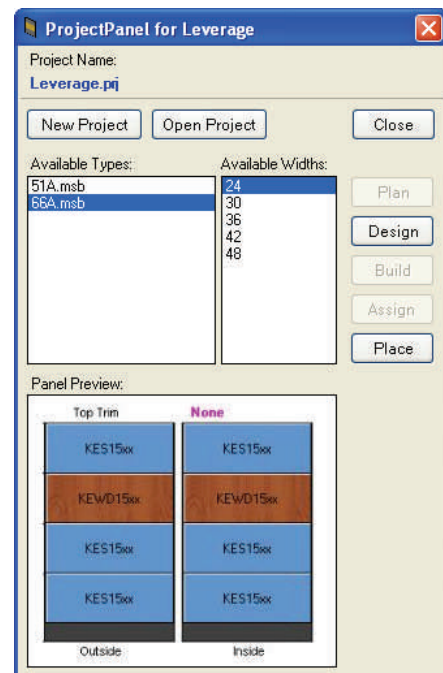 ProjectPanel for Leverage
Project Name:
Leverage.prj
New Project Open Project Close
Available Types: Available Widths:
51A.msb 24 Plan
66A.msb 30
36 Design
42
48 Build
Assign
Place
Panel Preview:
Top Trim None
KES15xx KES15xx
KEWD15xx KEWD15xx
KES15xx KES15xx
KES15xx KES15xx
Outside Inside